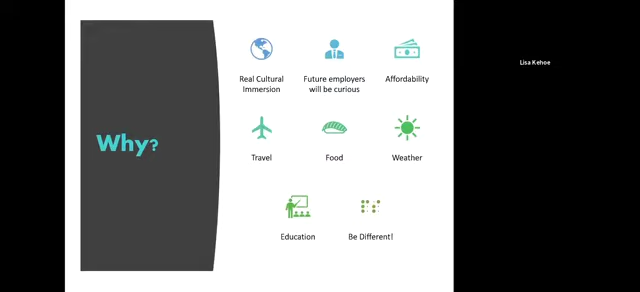 Why?
Real Cultural
Immersion
Future employers
will be curious
Affordability
Travel
Food
Weather
Education
Be Different!
Lisa Kehoe